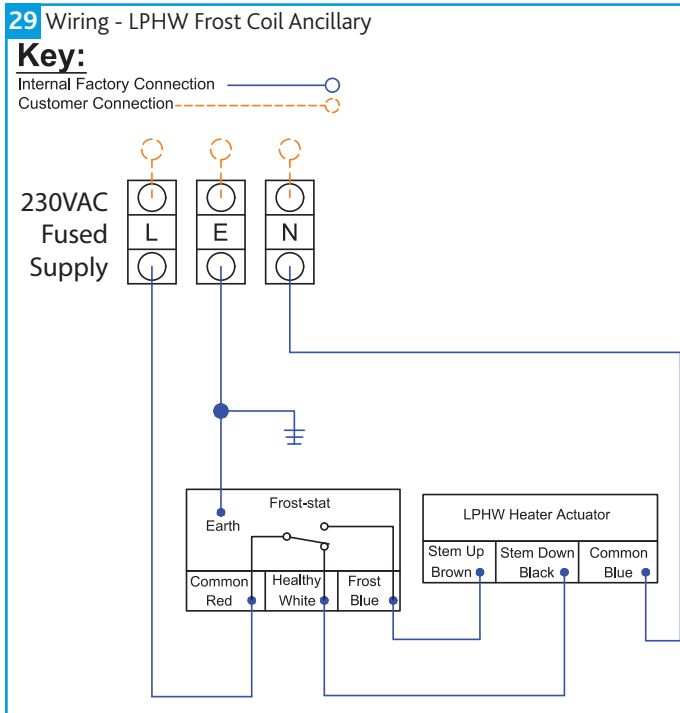 29 Wiring - LPHW Frost Coil Ancillary
Key:
Internal Factory Connection
Customer Connection
230VAC
Fused
Supply
L E N
Frost-stat
Earth
Common Healthy Frost
Red White Blue
LPHW Heater Actuator
Stem Up Stem Down Common
Brown Black Blue